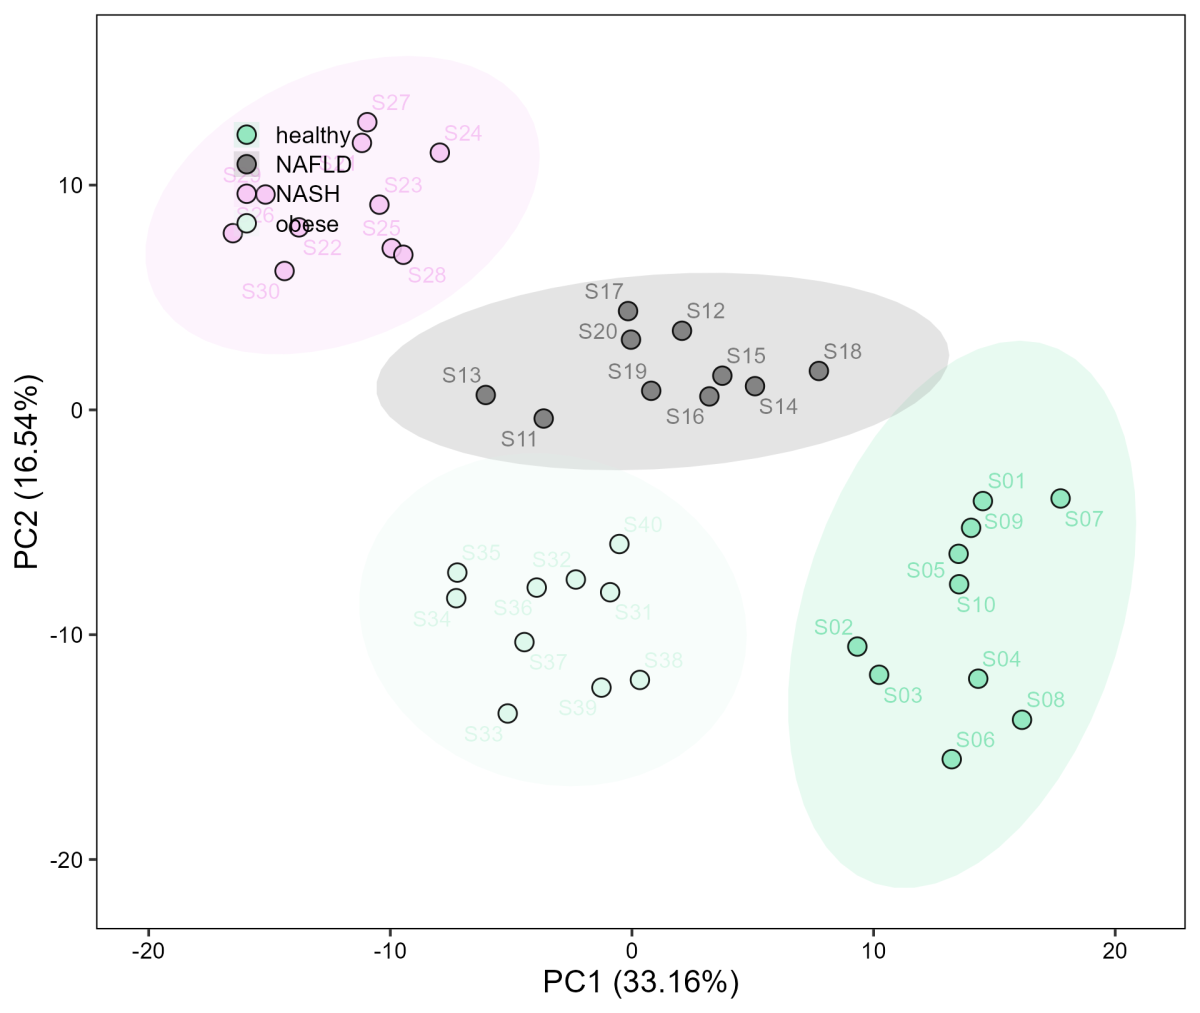 S27
S24
healthy
NAFLD
S23
NASH
S25
obese
S22
S28
S30
S17
S12
S20
S15
S18
S13
S19
S14
S16
S11
S01
S07
S09
S40
S35
S32
S05
S10
S36
S34
S31
S02
S37
S38
S04
S03
S39
S08
S33
S06
10
0
-10
-20
PC2 (16.54%)
-20
-10
0
10
20
PC1 (33.16%)